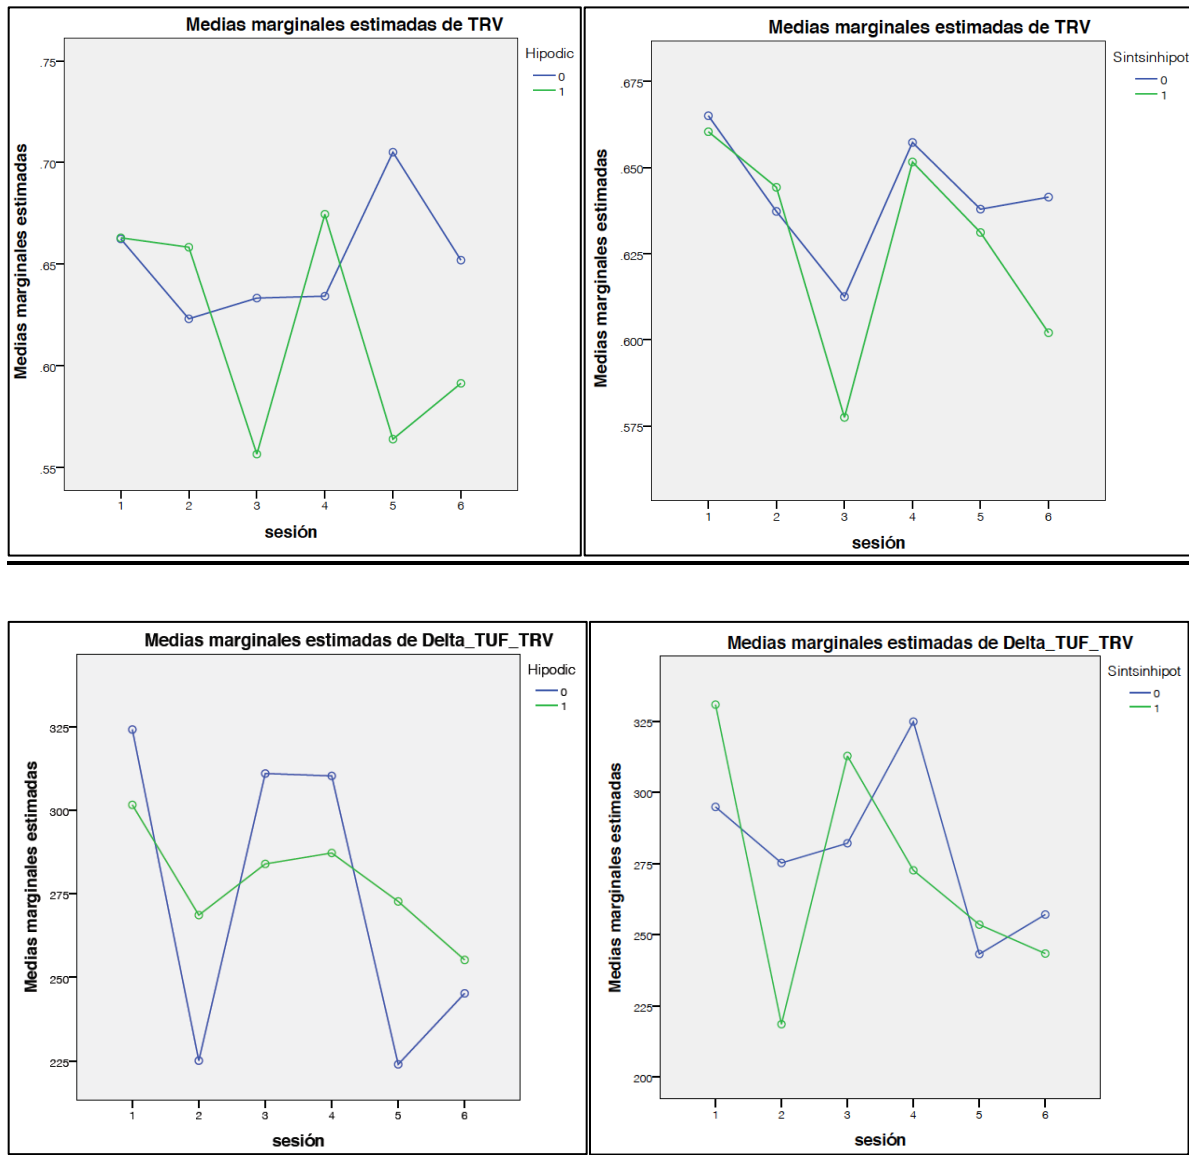 Medias marginales estimadas de TRV
Hipodic
0
1
Medias marginales estimadas
.75
.70
.65
.60
.55
1 2 3 4 5 6
sesión
Medias marginales estimadas de TRV
Sintsinhipot
0
1
Medias marginales estimadas
.675
.650
.625
.600
.575
1 2 3 4 5 6
sesión
Medias marginales estimadas de Delta_TUF_TRV
Hipodic
0
1
Medias marginales estimadas
325
300
275
250
225
1 2 3 4 5 6
sesión
Medias marginales estimadas de Delta_TUF_TRV
Sintsinhipot
0
1
Medias marginales estimadas
325
300
275
250
225
200
1 2 3 4 5 6
sesión